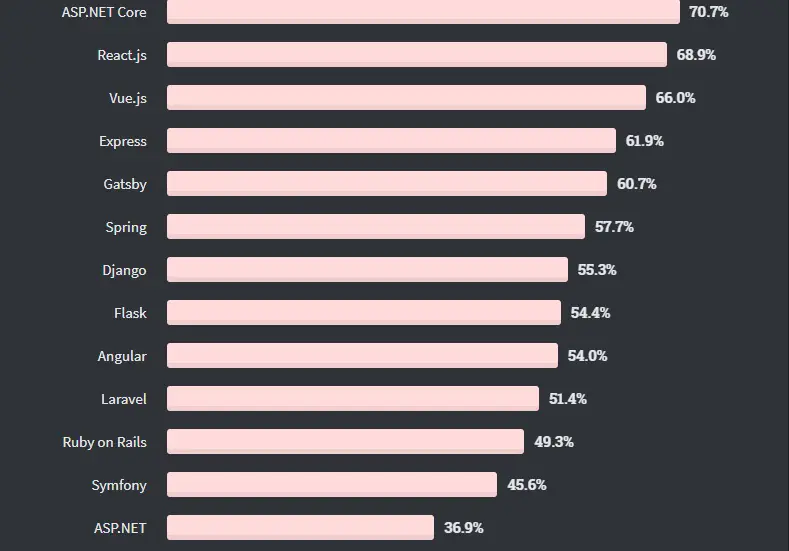 ASP.NET Core 70.7%
React.js 68.9%
Vue.js 66.0%
Express 61.9%
Gatsby 60.7%
Spring 57.7%
Django 55.3%
Flask 54.4%
Angular 54.0%
Laravel 51.4%
Ruby on Rails 49.3%
Symfony 45.6%
ASP.NET 36.9%